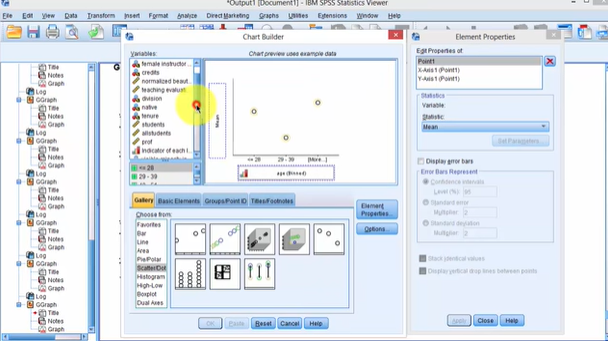 *Output1 [Document1] - IBM SPSS Statistics Viewer
File Edit View Data Transform Insert Format Analyze Direct Marketing Graphs Utilities Extensions Window Help
Title
Notes
Log
GGraph
Title
Notes
Graph
Log
GGraph
Title
Notes
Graph
Log
GGraph
Title
Notes
Graph
Log
GGraph
Title
Notes
Graph
Log
GGraph
Title
Notes
Graph
Log
GGraph
Title
Notes
Graph
Chart Builder
Variables:
Chart preview uses example data
female instructor ...
credits
normalized beaut...
teaching evaluat...
division
native
tenure
students
allstudents
prof
Indicator of each i...
<= 28
29 - 39
Mean
<= 28
29 - 39
[More...]
age (Binned)
Gallery
Basic Elements
Groups/Point ID
Titles/Footnotes
Choose from:
Favorites
Bar
Line
Area
Pie/Polar
Scatter/Dot
Histogram
High-Low
Boxplot
Dual Axes
Element Properties...
Options...
OK
Paste
Reset
Cancel
Help
Element Properties
Edit Properties of:
Point1
X-Axis1 (Point1)
Y-Axis1 (Point1)
Statistics
Variable:
Statistic:
Mean
Set Parameters...
Display error bars
Error Bars Represent
Confidence intervals
Level (%): 95
Standard error
Multiplier: 2
Standard deviation
Multiplier: 2
Stack identical values
Display vertical drop lines between points
Apply
Close
Help